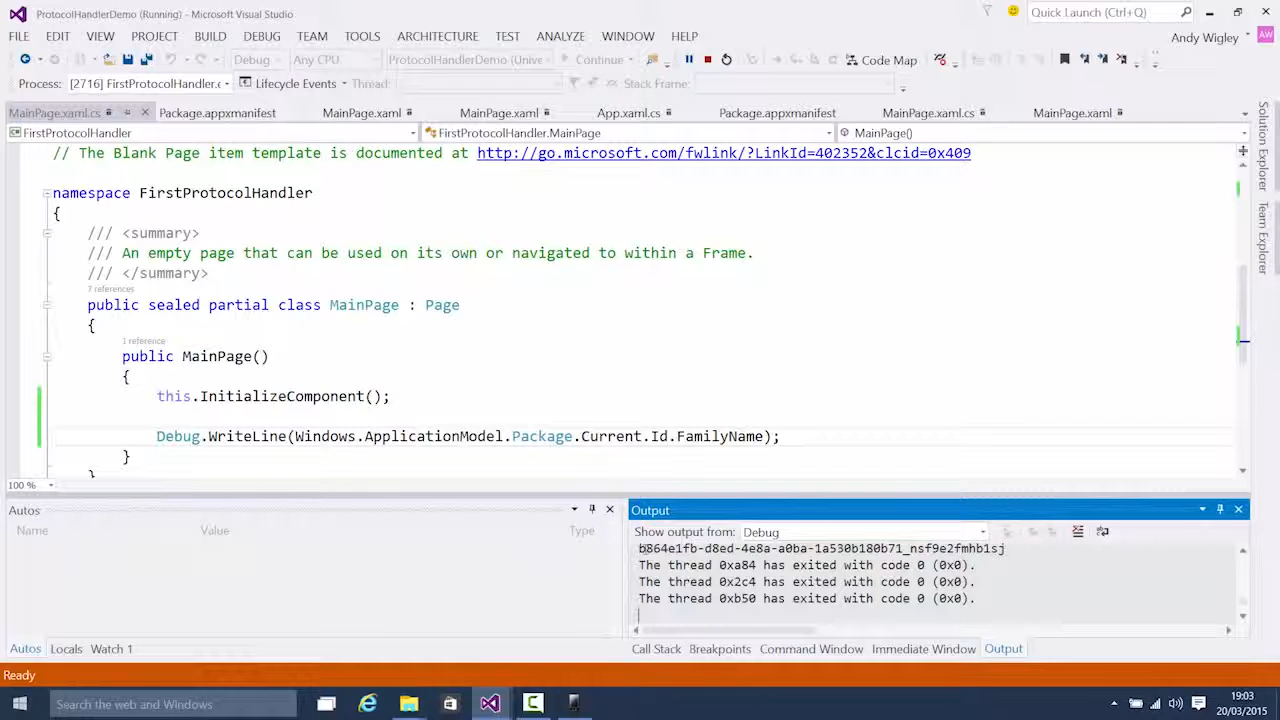 ProtocolHandlerDemo (Running) - Microsoft Visual Studio
Quick Launch (Ctrl+Q)
FILE EDIT VIEW PROJECT BUILD DEBUG TEAM TOOLS ARCHITECTURE TEST ANALYZE WINDOW HELP
Andy Wigley
AW
Debug Any CPU ProtocolHandlerDemo (Unive Continue Code Map
Process: [2716] FirstProtocolHandler.e Lifecycle Events Thread: Stack Frame:
MainPage.xaml.cs Package.appxmanifest MainPage.xaml MainPage.xaml App.xaml.cs Package.appxmanifest MainPage.xaml.cs MainPage.xaml
FirstProtocolHandler FirstProtocolHandler.MainPage MainPage()
// The Blank Page item template is documented at http://go.microsoft.com/fwlink/?LinkId=402352&clcid=0x409
namespace FirstProtocolHandler
{
/// <summary>
/// An empty page that can be used on its own or navigated to within a Frame.
/// </summary>
7 references
public sealed partial class MainPage : Page
{
1 reference
public MainPage()
{
this.InitializeComponent();
Debug.WriteLine(Windows.ApplicationModel.Package.Current.Id.FamilyName);
}
}
100 %
Solution Explorer
Team Explorer
Autos
Name Value Type
Output
Show output from: Debug
b864e1fb-d8ed-4e8a-a0ba-1a530b180b71_nsf9e2fmhb1sj
The thread 0xa84 has exited with code 0 (0x0).
The thread 0x2c4 has exited with code 0 (0x0).
The thread 0xb50 has exited with code 0 (0x0).
Autos Locals Watch 1
Call Stack Breakpoints Command Window Immediate Window Output
Ready
Search the web and Windows
19:03
20/03/2015